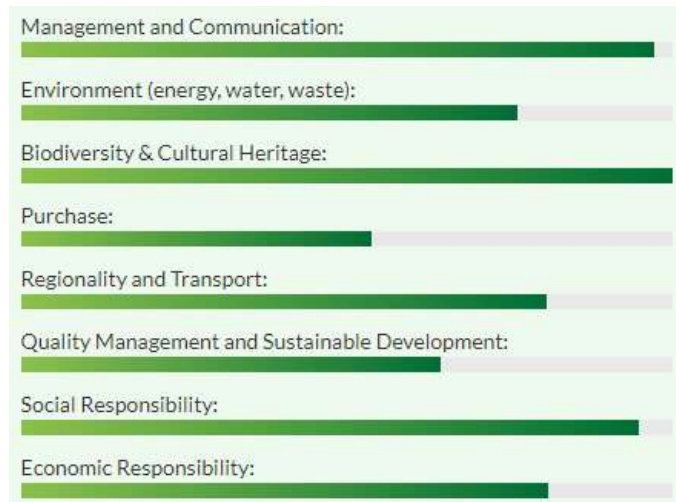 Management and Communication:
Environment (energy, water, waste):
Biodiversity & Cultural Heritage:
Purchase:
Regionality and Transport:
Quality Management and Sustainable Development:
Social Responsibility:
Economic Responsibility: